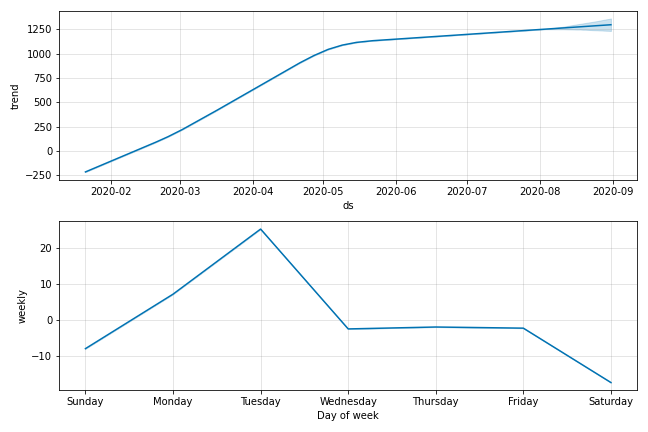 1250
1000
750
500
250
0
−250
trend
2020-02 2020-03 2020-04 2020-05 2020-06 2020-07 2020-08 2020-09
ds
20
10
0
−10
weekly
Sunday Monday Tuesday Wednesday Thursday Friday Saturday
Day of week